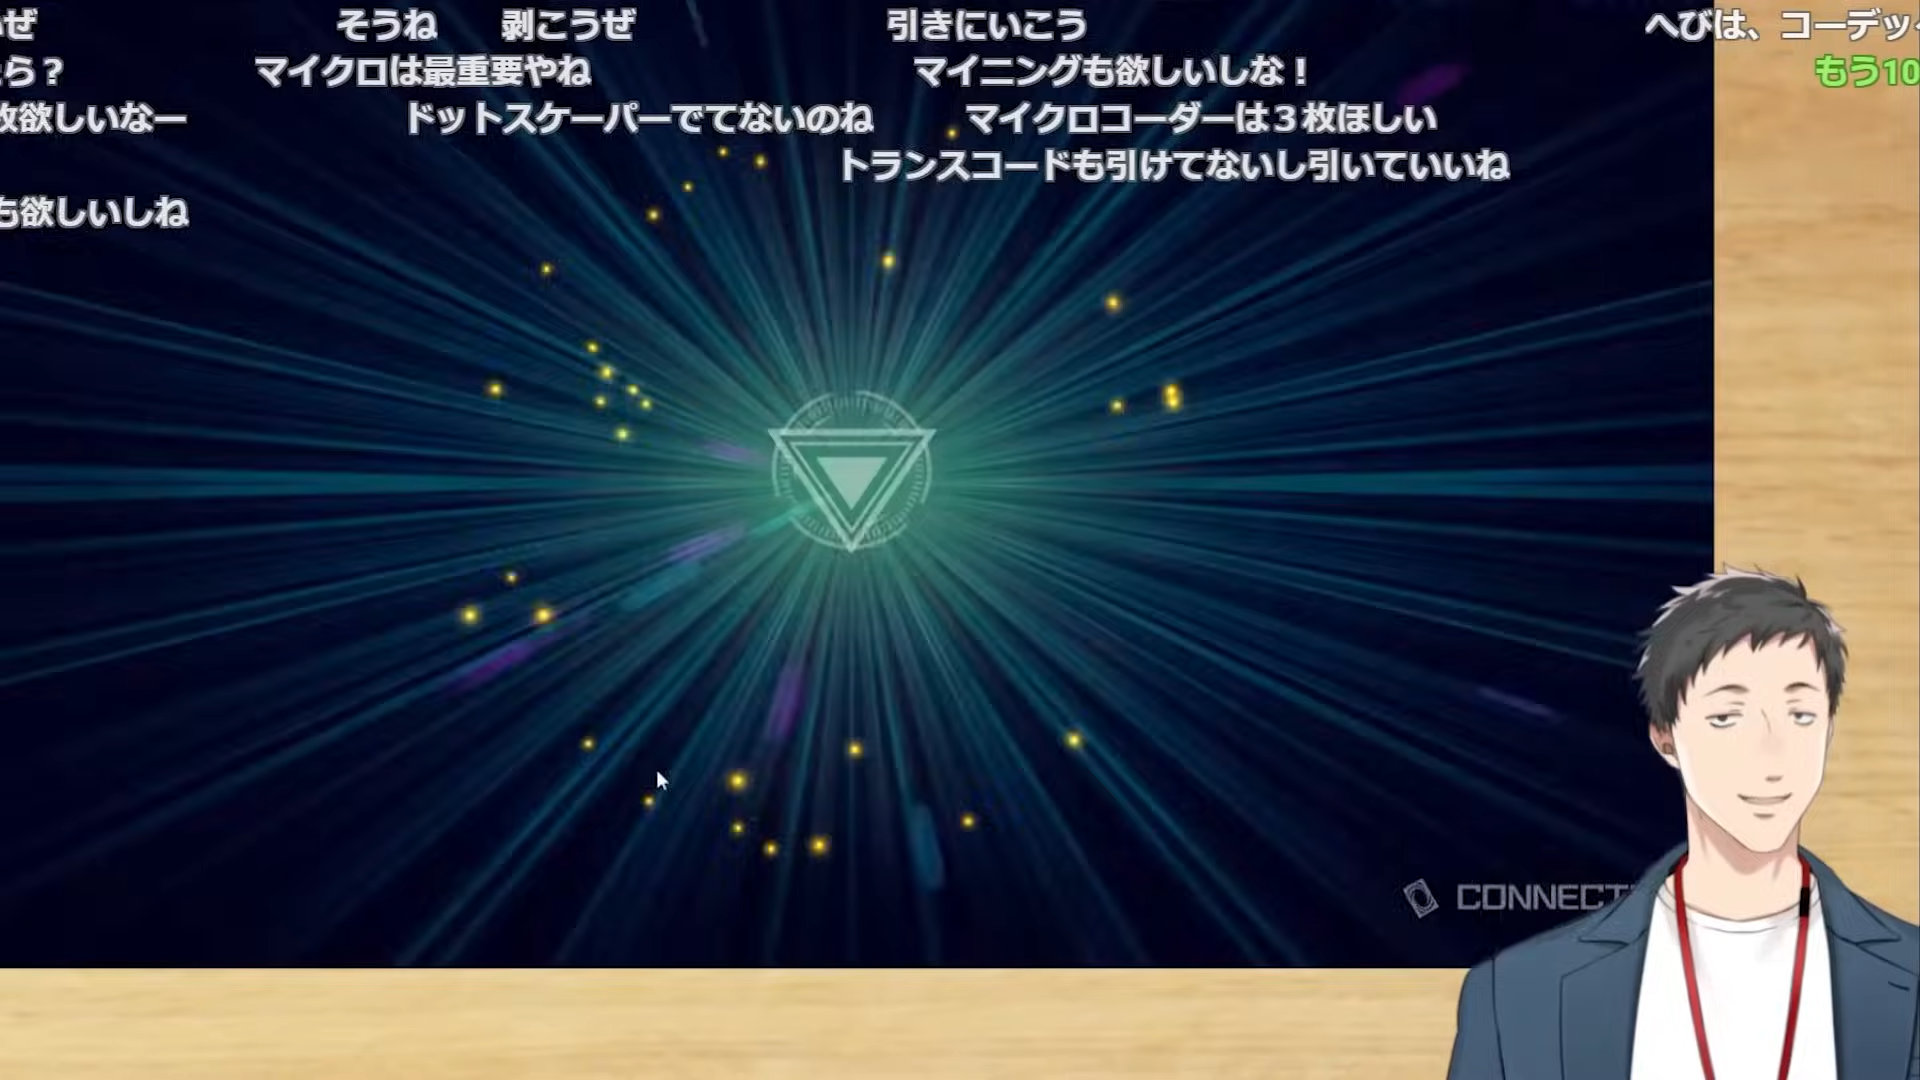 ぜ
そうね
剥こうぜ
引きにいこう
へびは、コーデッ
ら？
マイクロは最重要やね
マイニングも欲しいしな！
もう10
枚欲しいなー
ドットスケーパーでてないのね
マイクロコーダーは３枚ほしい
トランスコードも引けてないし引いていいね
も欲しいしね
CONNECT